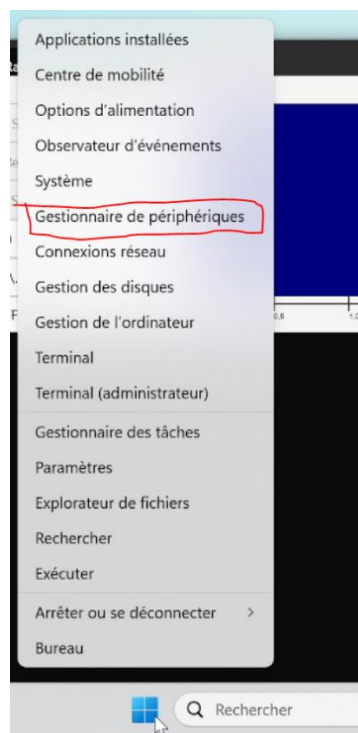 Applications installées
Centre de mobilité
Options d'alimentation
Observateur d'événements
Système
Gestionnaire de périphériques
Connexions réseau
Gestion des disques
Gestion de l'ordinateur
Terminal
Terminal (administrateur)
Gestionnaire des tâches
Paramètres
Explorateur de fichiers
Rechercher
Exécuter
Arrêter ou se déconnecter >
Bureau
Rechercher